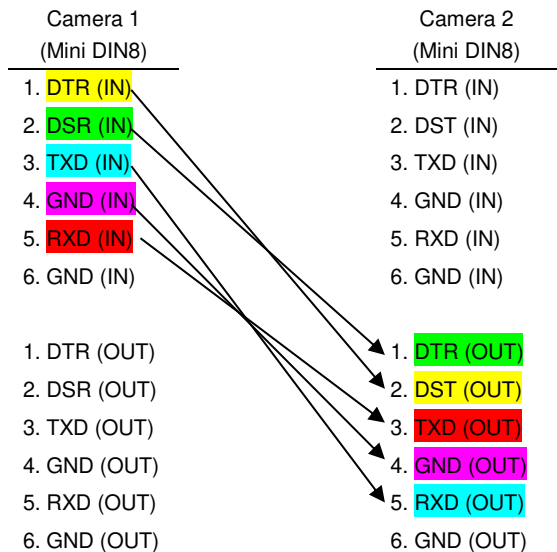 Camera 1
(Mini DIN8)
1. DTR (IN)
2. DSR (IN)
3. TXD (IN)
4. GND (IN)
5. RXD (IN)
6. GND (IN)
1. DTR (OUT)
2. DSR (OUT)
3. TXD (OUT)
4. GND (OUT)
5. RXD (OUT)
6. GND (OUT)
Camera 2
(Mini DIN8)
1. DTR (IN)
2. DST (IN)
3. TXD (IN)
4. GND (IN)
5. RXD (IN)
6. GND (IN)
1. DTR (OUT)
2. DST (OUT)
3. TXD (OUT)
4. GND (OUT)
5. RXD (OUT)
6. GND (OUT)